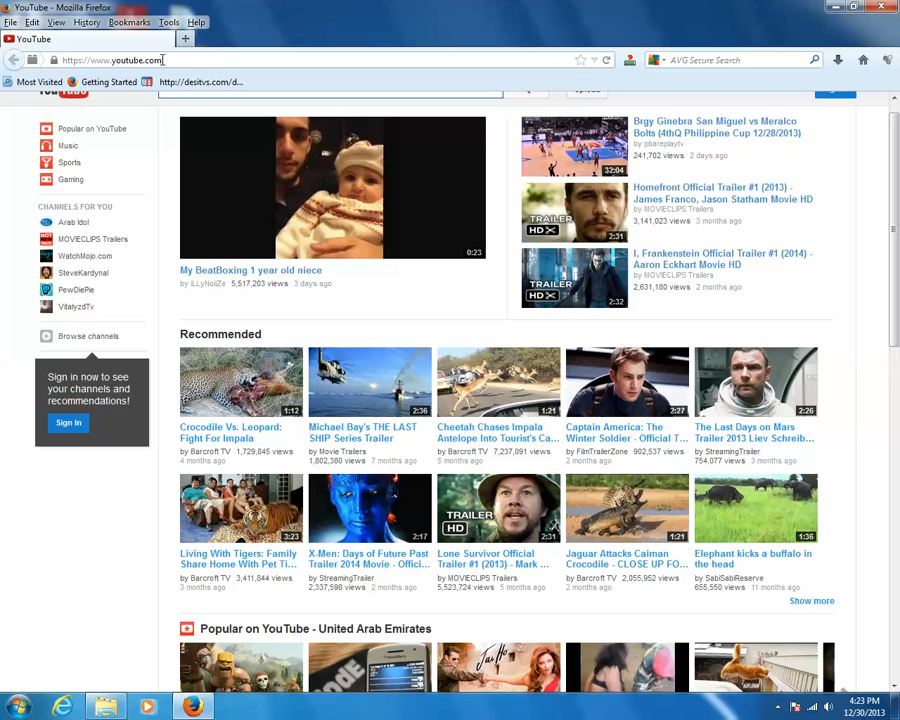 YouTube - Mozilla Firefox
File Edit View History Bookmarks Tools Help
YouTube
https://www.youtube.com
AVG Secure Search
Most Visited Getting Started http://desitvs.com/d...
Upload
Popular on YouTube
Music
Sports
Gaming
CHANNELS FOR YOU
Arab Idol
MOVIECLIPS Trailers
WatchMojo.com
SteveKardynal
PewDiePie
VitalyzdTv
Browse channels
Sign in now to see
your channels and
recommendations!
Sign In
0:23
My BeatBoxing 1 year old niece
by iLLyNoiiZe 5,517,203 views 3 days ago
32:04
Brgy Ginebra San Miguel vs Meralco
Bolts (4thQ Philippine Cup 12/28/2013)
by pbareplaytv
241,702 views 2 days ago
TRAILER
HD
2:31
Homefront Official Trailer #1 (2013) -
James Franco, Jason Statham Movie HD
by MOVIECLIPS Trailers
3,141,023 views 3 months ago
TRAILER
HD
2:32
I, Frankenstein Official Trailer #1 (2014) -
Aaron Eckhart Movie HD
by MOVIECLIPS Trailers
2,631,180 views 2 months ago
Recommended
1:12
Crocodile Vs. Leopard:
Fight For Impala
by Barcroft TV 1,729,845 views
4 months ago
2:36
Michael Bay's THE LAST
SHIP Series Trailer
by Movie Trailers
1,802,380 views 7 months ago
1:21
Cheetah Chases Impala
Antelope Into Tourist's Ca...
by Barcroft TV 7,237,091 views
5 months ago
2:27
Captain America: The
Winter Soldier - Official T...
by FilmTrailerZone 902,537 views
2 months ago
2:26
The Last Days on Mars
Trailer 2013 Liev Schreib...
by StreamingTrailer
754,077 views 3 months ago
3:23
Living With Tigers: Family
Share Home With Pet Ti...
by Barcroft TV 3,411,844 views
3 months ago
2:17
X-Men: Days of Future Past
Trailer 2014 Movie - Offici...
by StreamingTrailer
2,337,598 views 2 months ago
TRAILER
HD
2:31
Lone Survivor Official
Trailer #1 (2013) - Mark ...
by MOVIECLIPS Trailers
5,523,724 views 5 months ago
1:21
Jaguar Attacks Caiman
Crocodile - CLOSE UP FO...
by Barcroft TV 2,055,952 views
2 months ago
1:36
Elephant kicks a buffalo in
the head
by SabiSabiReserve
655,550 views 11 months ago
Show more
Popular on YouTube - United Arab Emirates
Jai Ho
4:23 PM
12/30/2013